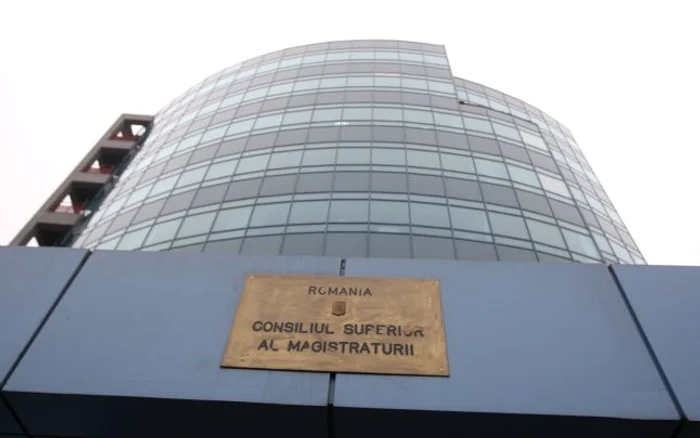 ROMANIA
CONSILIUL SUPERIOR
AL MAGISTRATURII